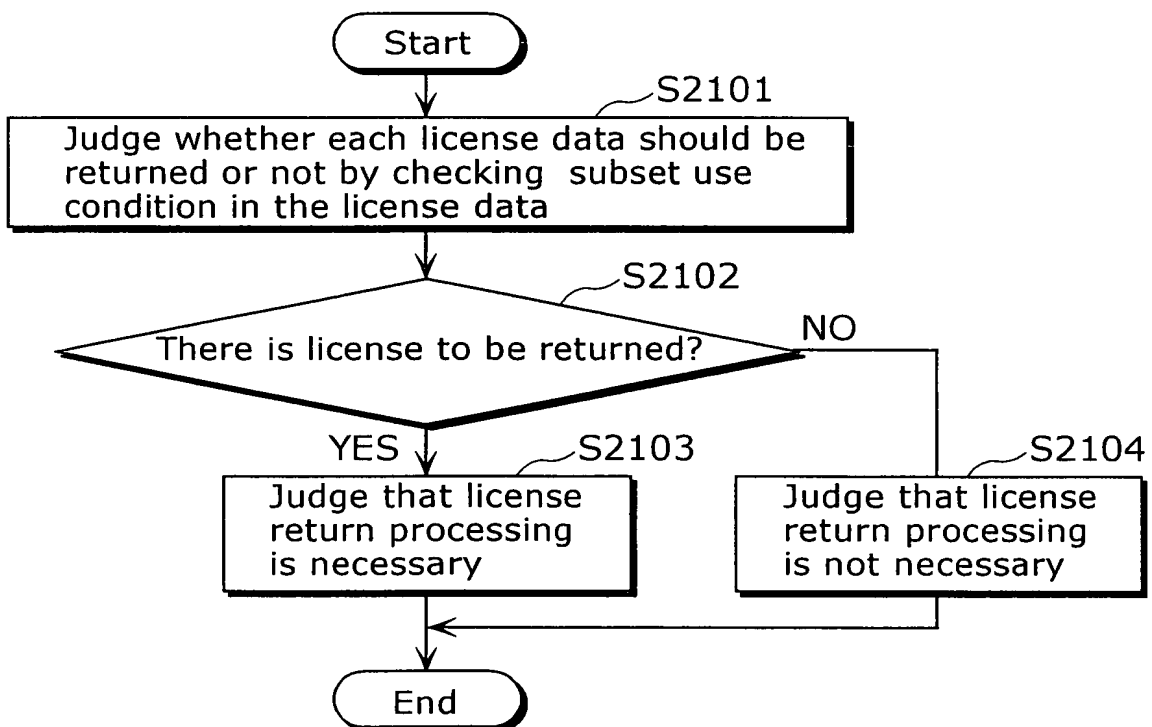 Start
S2101
Judge whether each license data should be
returned or not by checking subset use
condition in the license data
S2102
There is license to be returned?
NO
YES
S2103
Judge that license
return processing
is necessary
S2104
Judge that license
return processing
is not necessary
End